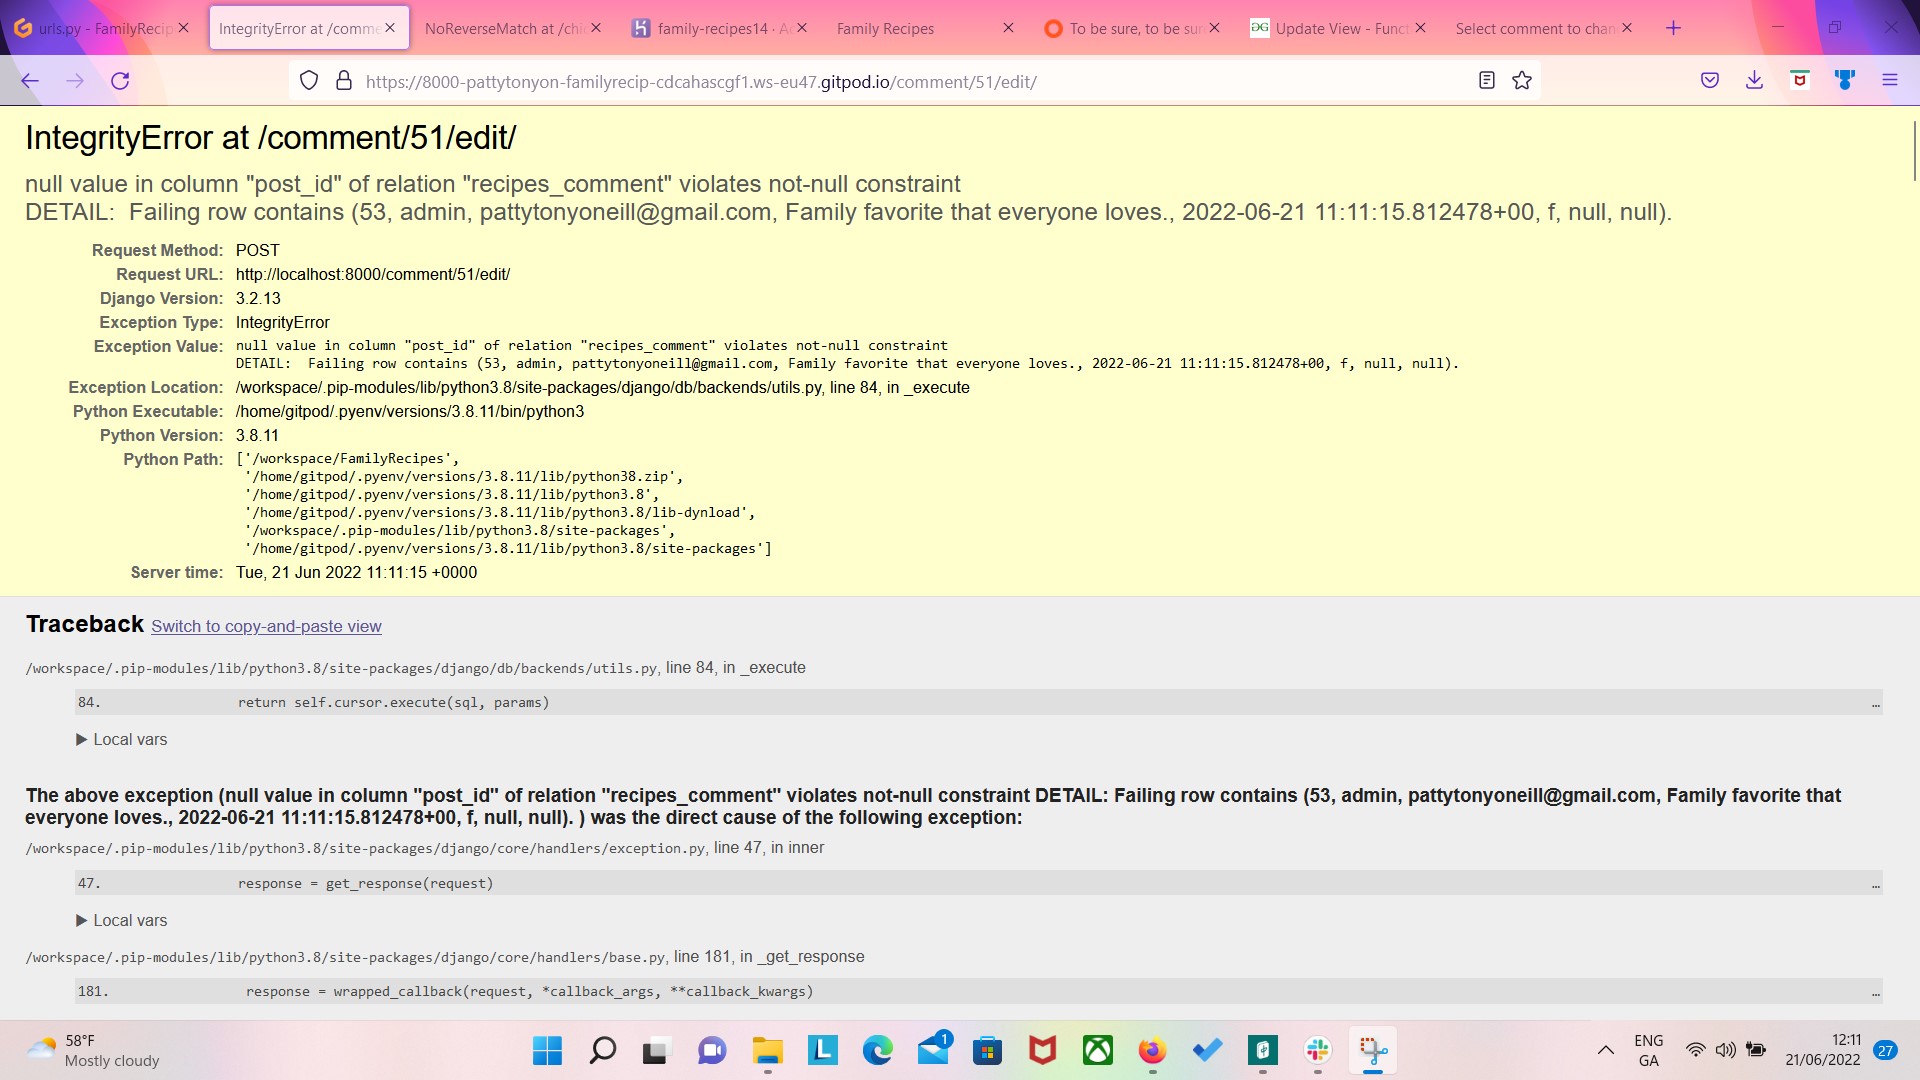 urls.py - FamilyRecip
IntegrityError at /comme
NoReverseMatch at /chi
family-recipes14 · A
Family Recipes
To be sure, to be sur
Update View - Funct
Select comment to chan
https://8000-pattytonyon-familyrecip-cdcahascgf1.ws-eu47.gitpod.io/comment/51/edit/
IntegrityError at /comment/51/edit/
null value in column "post_id" of relation "recipes_comment" violates not-null constraint
DETAIL: Failing row contains (53, admin, pattytonyoneill@gmail.com, Family favorite that everyone loves., 2022-06-21 11:11:15.812478+00, f, null, null).
Request Method: POST
Request URL: http://localhost:8000/comment/51/edit/
Django Version: 3.2.13
Exception Type: IntegrityError
Exception Value: null value in column "post_id" of relation "recipes_comment" violates not-null constraint
DETAIL: Failing row contains (53, admin, pattytonyoneill@gmail.com, Family favorite that everyone loves., 2022-06-21 11:11:15.812478+00, f, null, null).
Exception Location: /workspace/.pip-modules/lib/python3.8/site-packages/django/db/backends/utils.py, line 84, in _execute
Python Executable: /home/gitpod/.pyenv/versions/3.8.11/bin/python3
Python Version: 3.8.11
Python Path: ['/workspace/FamilyRecipes',
'/home/gitpod/.pyenv/versions/3.8.11/lib/python38.zip',
'/home/gitpod/.pyenv/versions/3.8.11/lib/python3.8',
'/home/gitpod/.pyenv/versions/3.8.11/lib/python3.8/lib-dynload',
'/workspace/.pip-modules/lib/python3.8/site-packages',
'/home/gitpod/.pyenv/versions/3.8.11/lib/python3.8/site-packages']
Server time: Tue, 21 Jun 2022 11:11:15 +0000
Traceback Switch to copy-and-paste view
/workspace/.pip-modules/lib/python3.8/site-packages/django/db/backends/utils.py, line 84, in _execute
84. return self.cursor.execute(sql, params) …
▶ Local vars
The above exception (null value in column "post_id" of relation "recipes_comment" violates not-null constraint DETAIL: Failing row contains (53, admin, pattytonyoneill@gmail.com, Family favorite that
everyone loves., 2022-06-21 11:11:15.812478+00, f, null, null). ) was the direct cause of the following exception:
/workspace/.pip-modules/lib/python3.8/site-packages/django/core/handlers/exception.py, line 47, in inner
47. response = get_response(request) …
▶ Local vars
/workspace/.pip-modules/lib/python3.8/site-packages/django/core/handlers/base.py, line 181, in _get_response
181. response = wrapped_callback(request, *callback_args, **callback_kwargs) …
58°F
Mostly cloudy
1
ENG
GA
12:11
21/06/2022
27